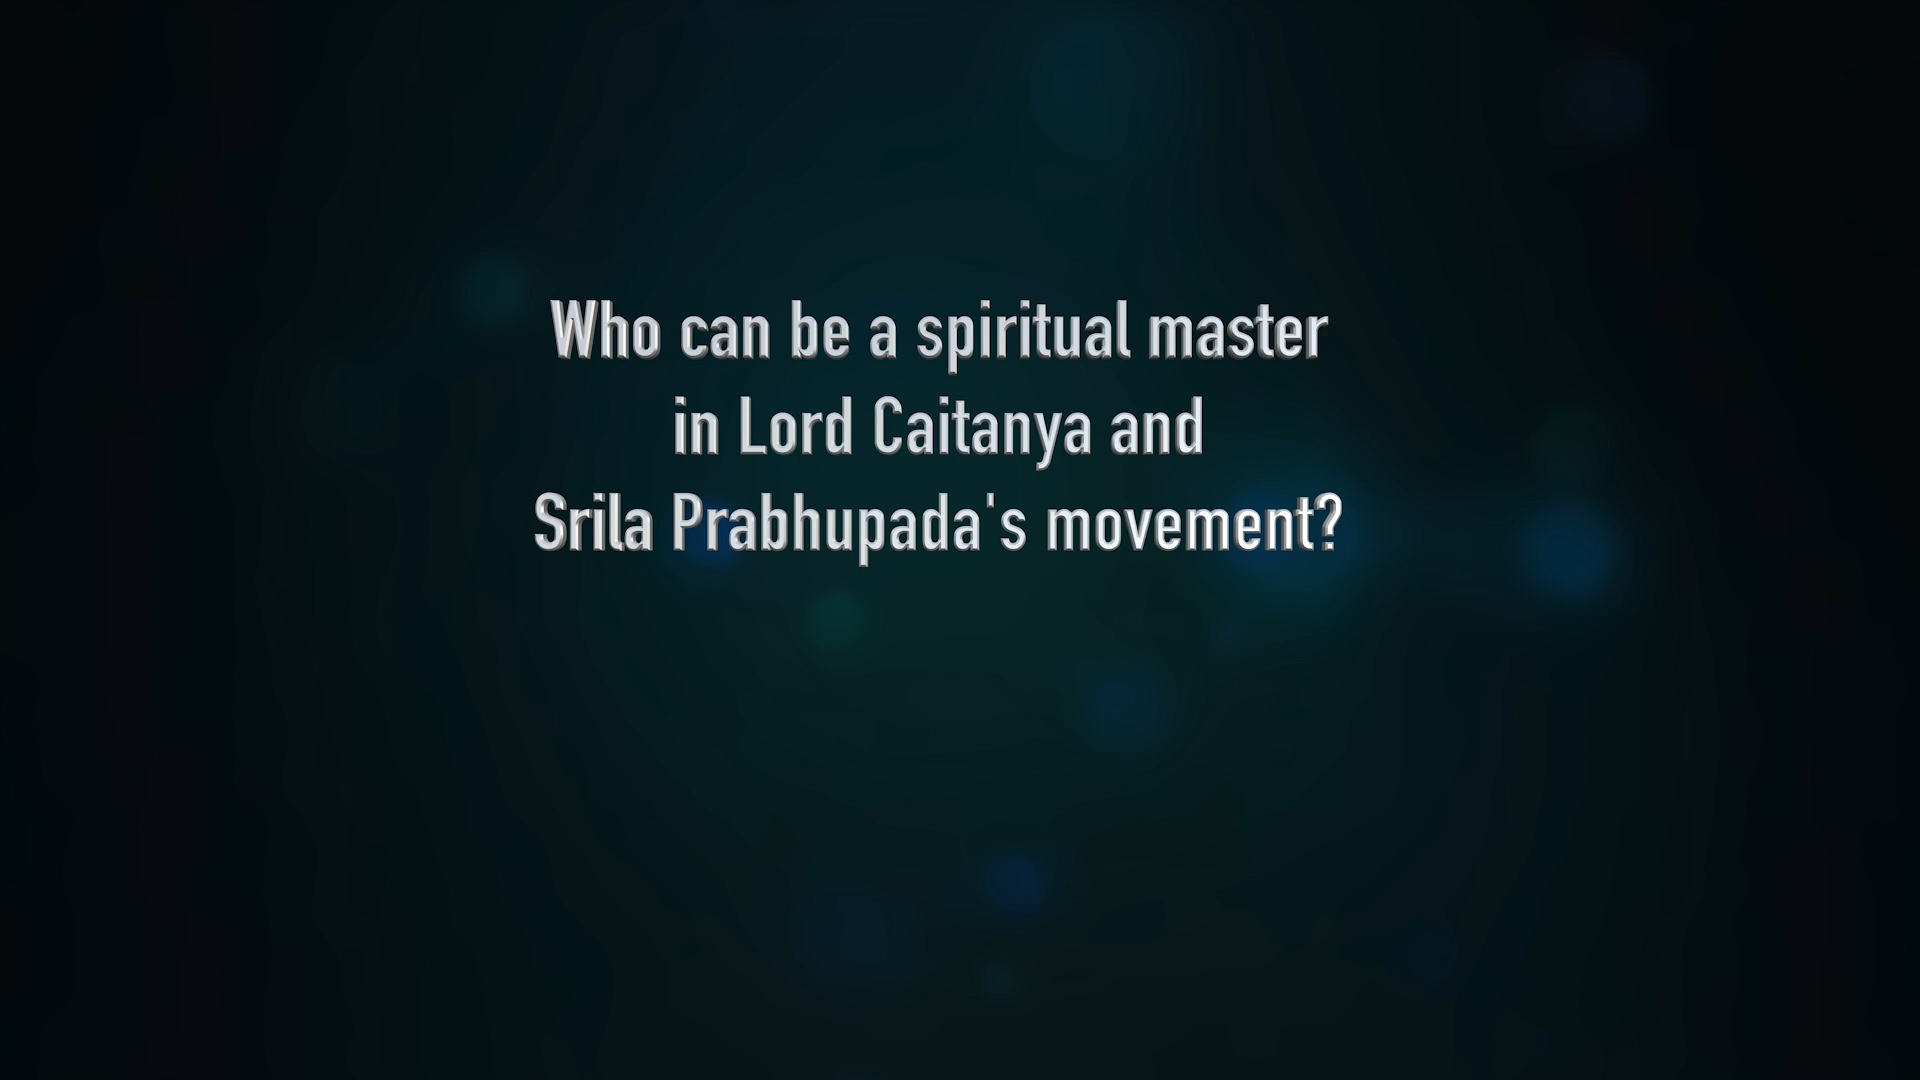 Who can be a spiritual master
in Lord Caitanya and
Srila Prabhupada's movement?